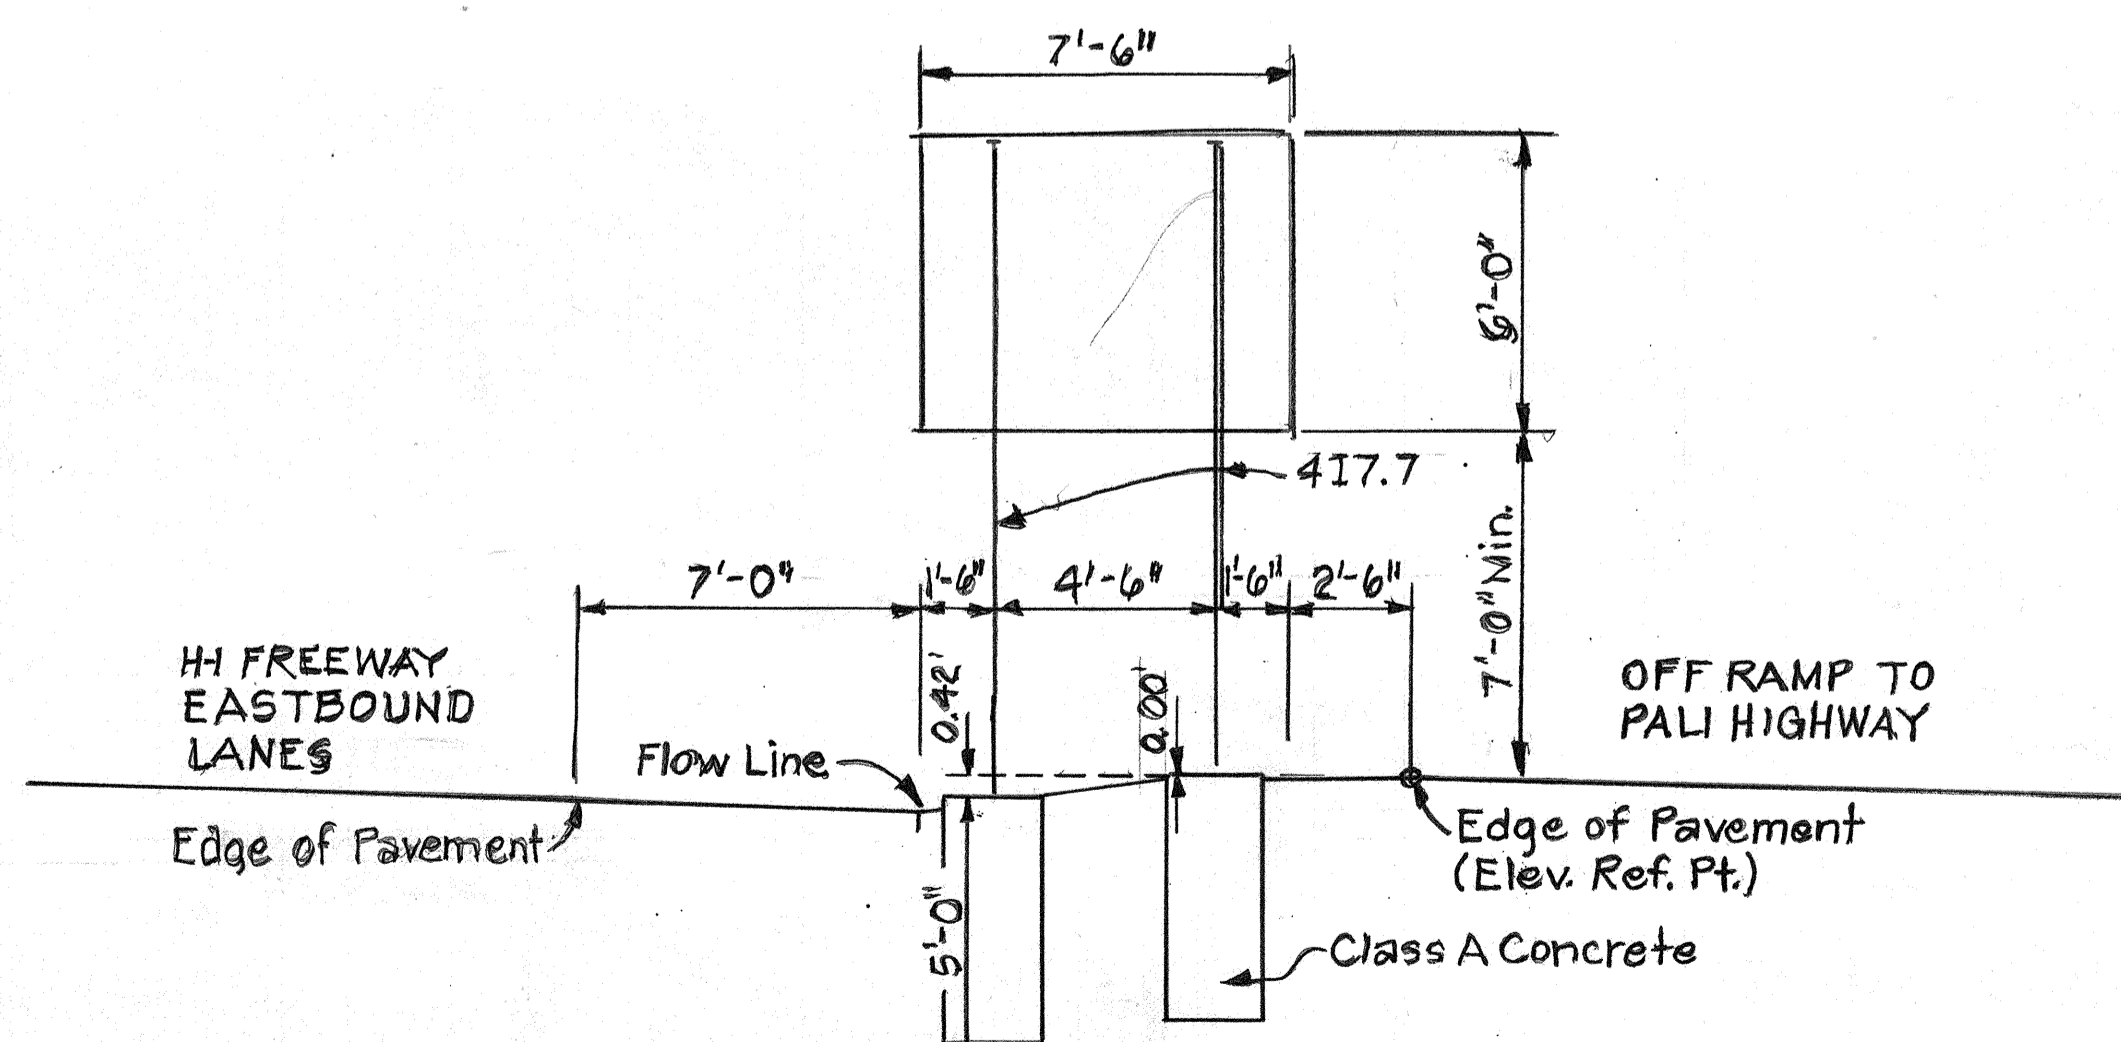 7'-6"
6'-0"
4I7.7
7'-0" Min.
7'-0"
1'-6"
4'-6"
1'-6"
2'-6"
H-1 FREEWAY
EASTBOUND
LANES
0.42'
0.00'
OFF RAMP TO
PALI HIGHWAY
Flow Line
Edge of Pavement
Edge of Pavement
(Elev. Ref. Pt.)
5'-0"
Class A Concrete